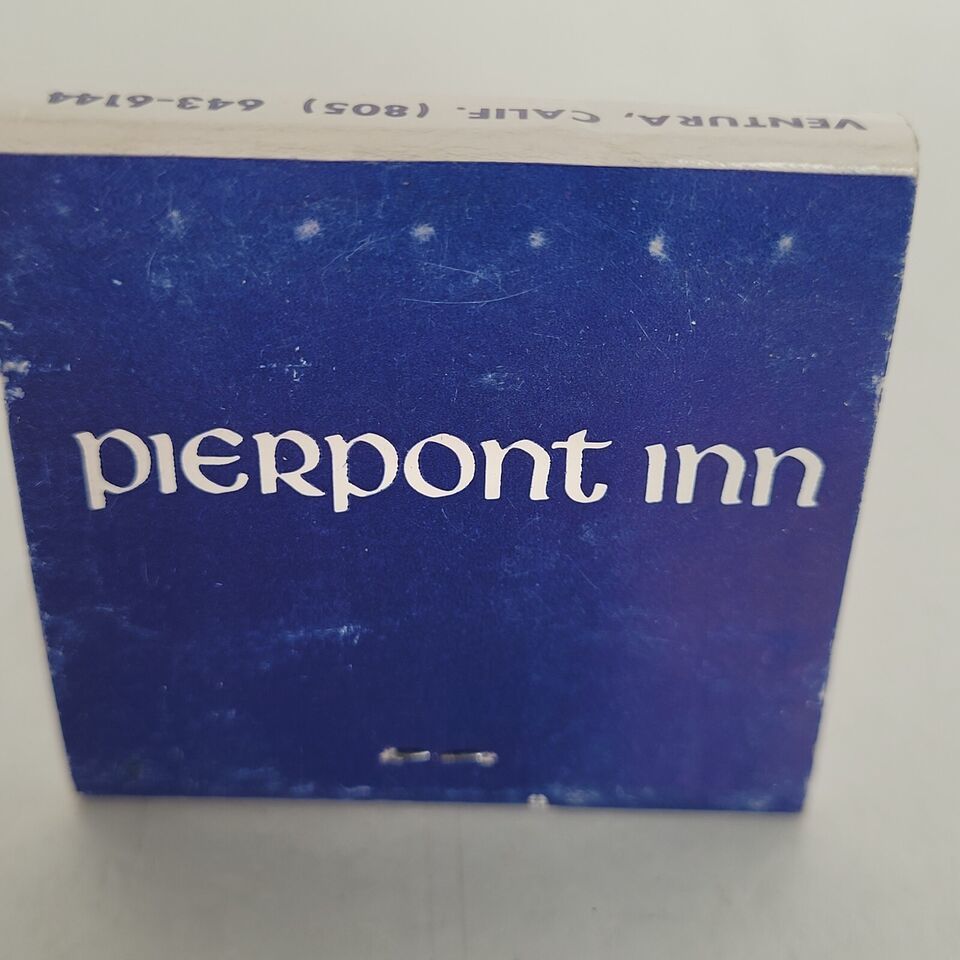 VENTURA, CALIF. (805) 643-6144
PIERPONT INN